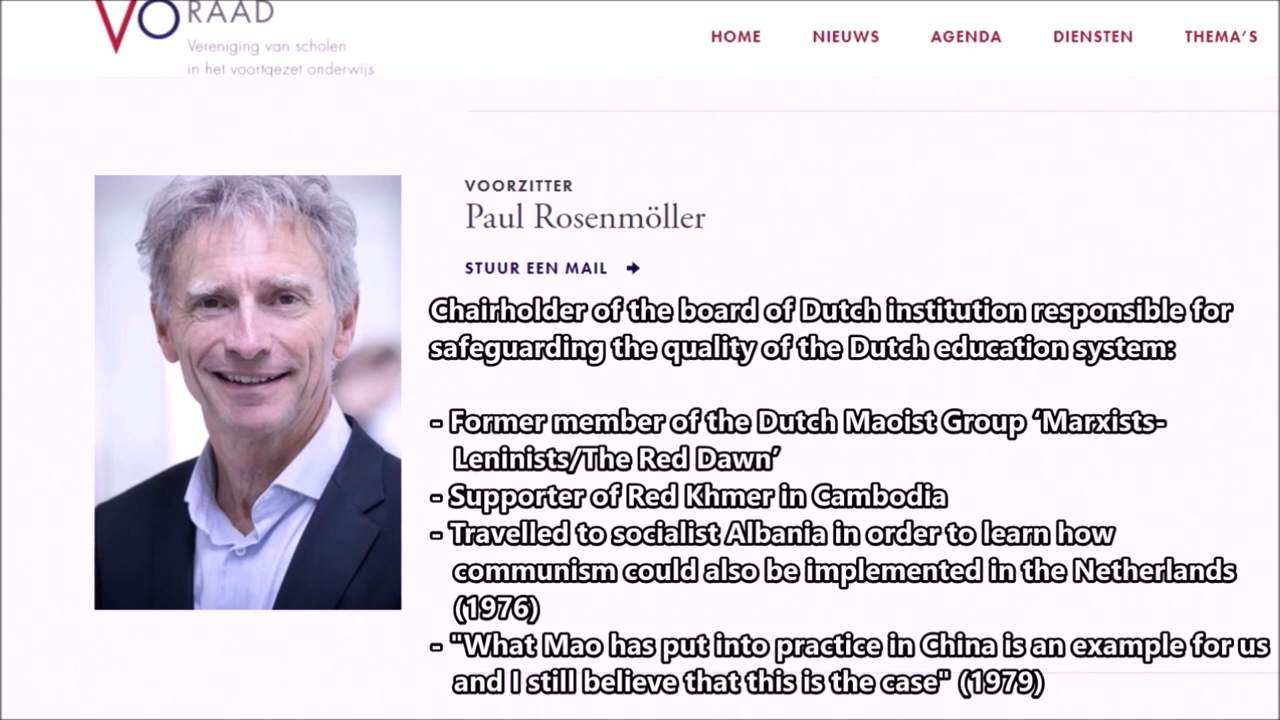 VO RAAD
Vereniging van scholen
in het voortgezet onderwijs
HOME NIEUWS AGENDA DIENSTEN THEMA'S
VOORZITTER
Paul Rosenmöller
STUUR EEN MAIL
Chairholder of the board of Dutch institution responsible for
safeguarding the quality of the Dutch education system:
- Former member of the Dutch Maoist Group ‘Marxists-
Leninists/The Red Dawn’
- Supporter of Red Khmer in Cambodia
- Travelled to socialist Albania in order to learn how
communism could also be implemented in the Netherlands
(1976)
- "What Mao has put into practice in China is an example for us
and I still believe that this is the case" (1979)